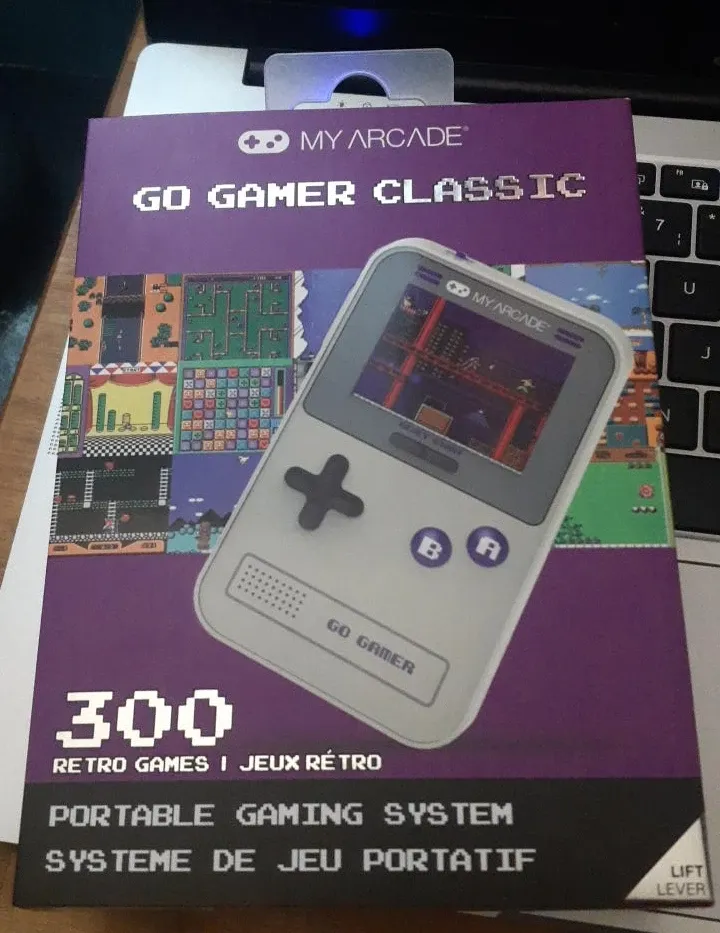 MY ARCADE®
GO GAMER CLASSIC
MY ARCADE
B
A
GO GAMER
300
RETRO GAMES | JEUX RÉTRO
PORTABLE GAMING SYSTEM
SYSTEME DE JEU PORTATIF
LIFT
LEVER
7
U
J
N